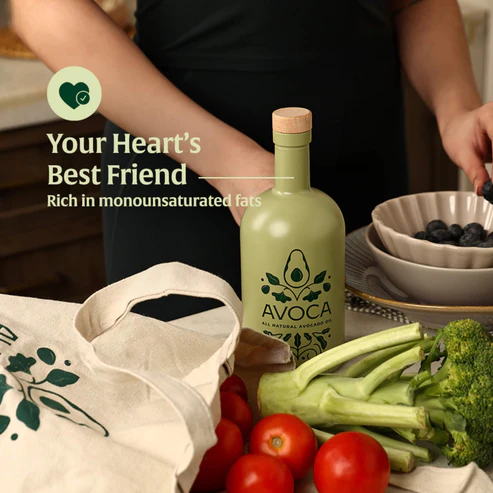 Your Heart's
Best Friend
Rich in monounsaturated fats
AVOCA
ALL NATURAL AVOCADO OIL